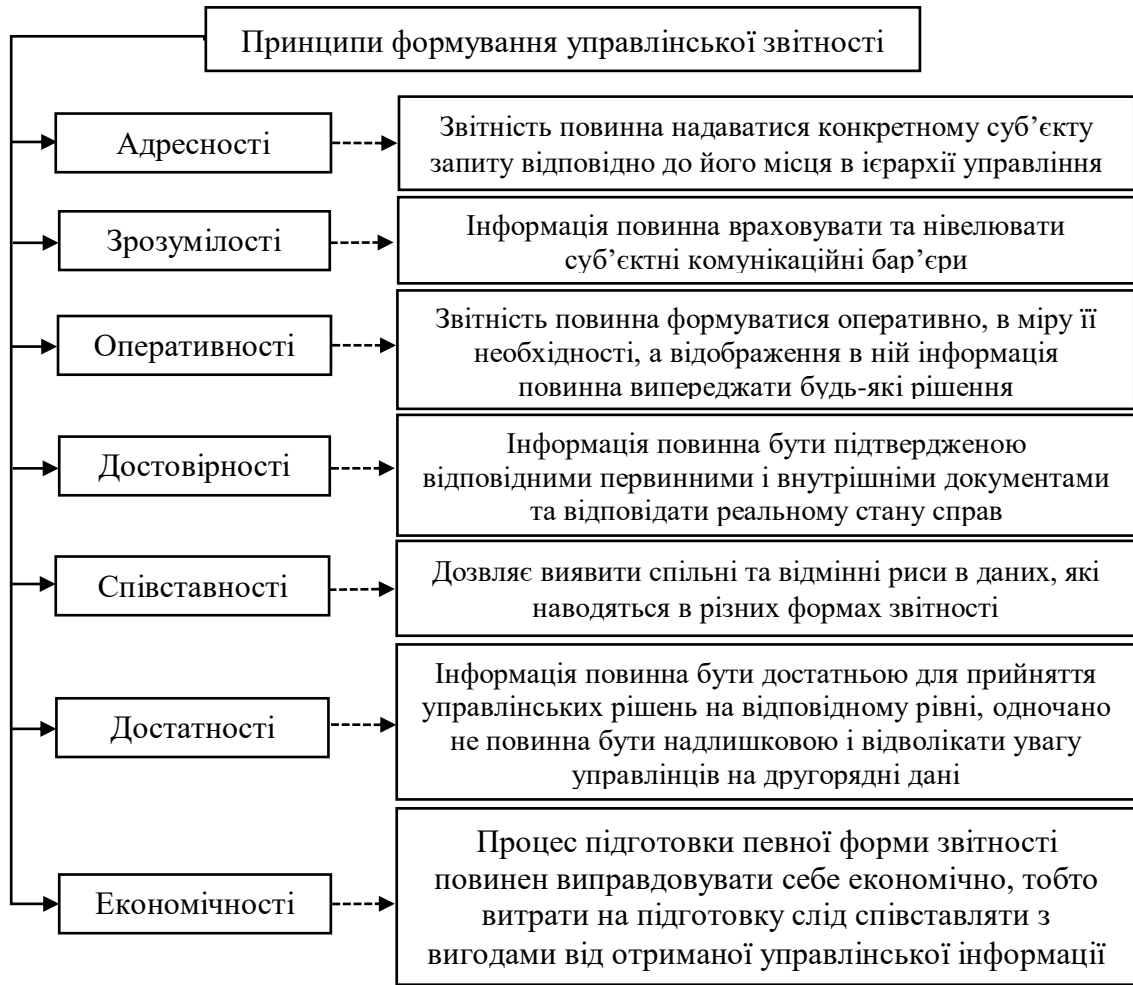 Принципи формування управлінської звітності
Адресності
Звітність повинна надаватися конкретному суб’єкту
запиту відповідно до його місця в ієрархії управління
Зрозумілості
Інформація повинна враховувати та нівелювати
суб’єктні комунікаційні бар’єри
Оперативності
Звітність повинна формуватися оперативно, в міру її
необхідності, а відображення в ній інформація
повинна випереджати будь-які рішення
Достовірності
Інформація повинна бути підтвердженою
відповідними первинними і внутрішніми документами
та відповідати реальному стану справ
Співставності
Дозвляє виявити спільні та відмінні риси в даних, які
наводяться в різних формах звітності
Достатності
Інформація повинна бути достатньою для прийняття
управлінських рішень на відповідному рівні, одночано
не повинна бути надлишковою і відволікати увагу
управлінців на другорядні дані
Економічності
Процес підготовки певної форми звітності
повинен виправдовувати себе економічно, тобто
витрати на підготовку слід співставляти з
вигодами від отриманої управлінської інформації